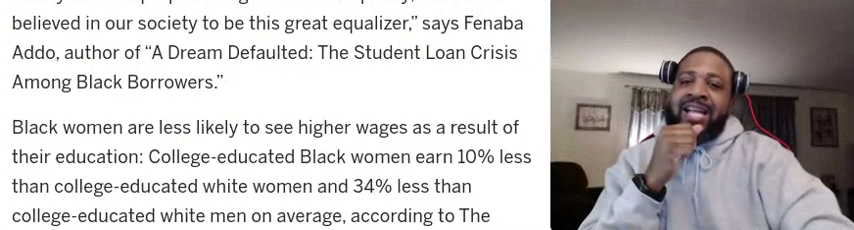 believed in our society to be this great equalizer,” says Fenaba
Addo, author of “A Dream Defaulted: The Student Loan Crisis
Among Black Borrowers.”
Black women are less likely to see higher wages as a result of
their education: College-educated Black women earn 10% less
than college-educated white women and 34% less than
college-educated white men on average, according to The